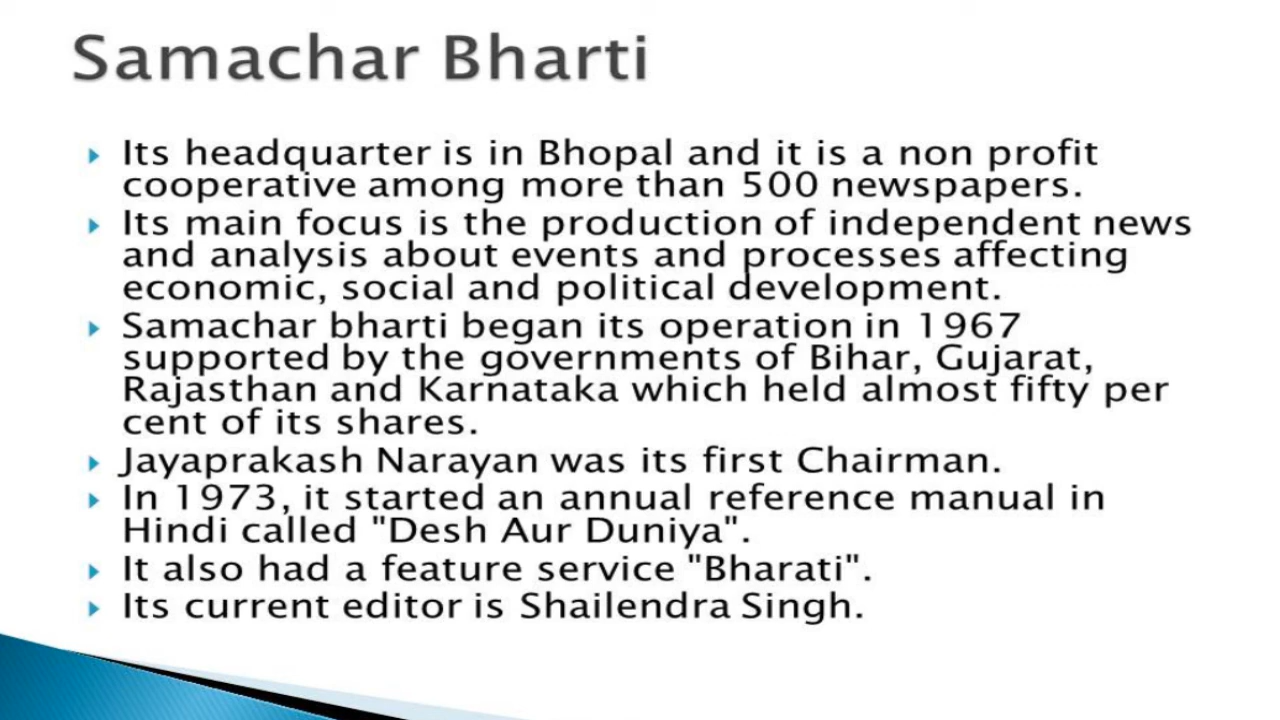 Samachar Bharti
Its headquarter is in Bhopal and it is a non profit
cooperative among more than 500 newspapers.
Its main focus is the production of independent news
and analysis about events and processes affecting
economic, social and political development.
Samachar bharti began its operation in 1967
supported by the governments of Bihar, Gujarat,
Rajasthan and Karnataka which held almost fifty per
cent of its shares.
Jayaprakash Narayan was its first Chairman.
In 1973, it started an annual reference manual in
Hindi called "Desh Aur Duniya".
It also had a feature service "Bharati".
Its current editor is Shailendra Singh.